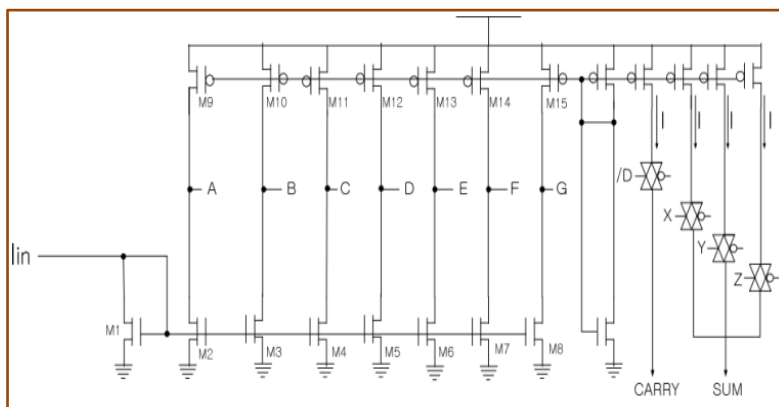 M9 M10 M11 M12 M13 M14 M15
I I I I I
A B C D E F G /D
X
Y
Z
Iin
M1 M2 M3 M4 M5 M6 M7 M8
CARRY SUM